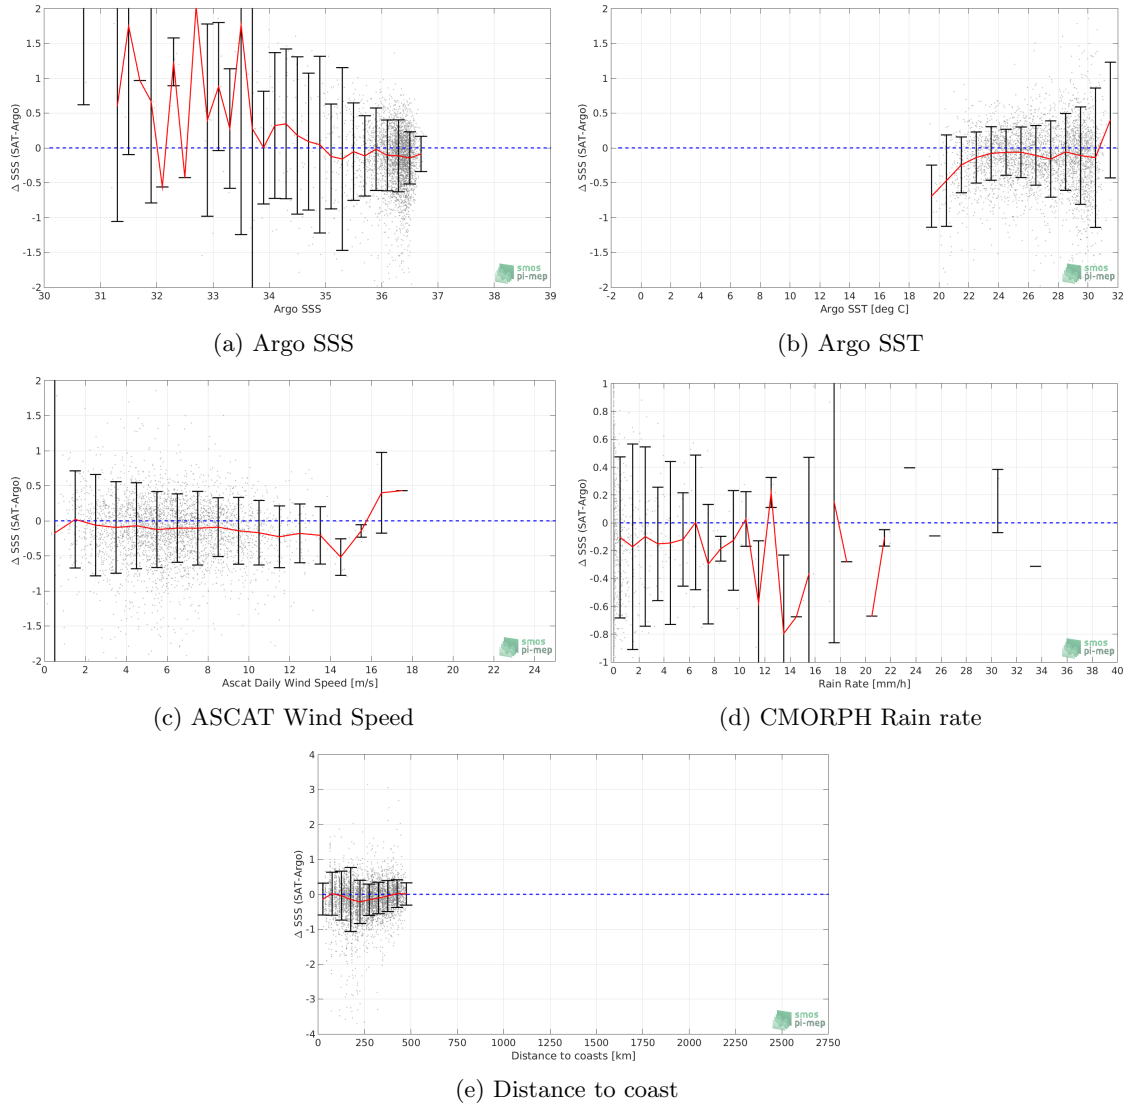 2
1.5
1
0.5
0
-0.5
-1
-1.5
-2
Δ SSS (SAT-Argo)
30 31 32 33 34 35 36 37 38 39
Argo SSS
smos
pi-mep
(a) Argo SSS
2
1.5
1
0.5
0
-0.5
-1
-1.5
-2
Δ SSS (SAT-Argo)
-2 0 2 4 6 8 10 12 14 16 18 20 22 24 26 28 30 32
Argo SST [deg C]
smos
pi-mep
(b) Argo SST
2
1.5
1
0.5
0
-0.5
-1
-1.5
-2
Δ SSS (SAT-Argo)
0 2 4 6 8 10 12 14 16 18 20 22 24
Ascat Daily Wind Speed [m/s]
smos
pi-mep
(c) ASCAT Wind Speed
1
0.8
0.6
0.4
0.2
0
-0.2
-0.4
-0.6
-0.8
-1
Δ SSS (SAT-Argo)
0 2 4 6 8 10 12 14 16 18 20 22 24 26 28 30 32 34 36 38 40
Rain Rate [mm/h]
smos
pi-mep
(d) CMORPH Rain rate
4
3
2
1
0
-1
-2
-3
-4
Δ SSS (SAT-Argo)
0 250 500 750 1000 1250 1500 1750 2000 2250 2500 2750
Distance to coasts [km]
smos
pi-mep
(e) Distance to coast